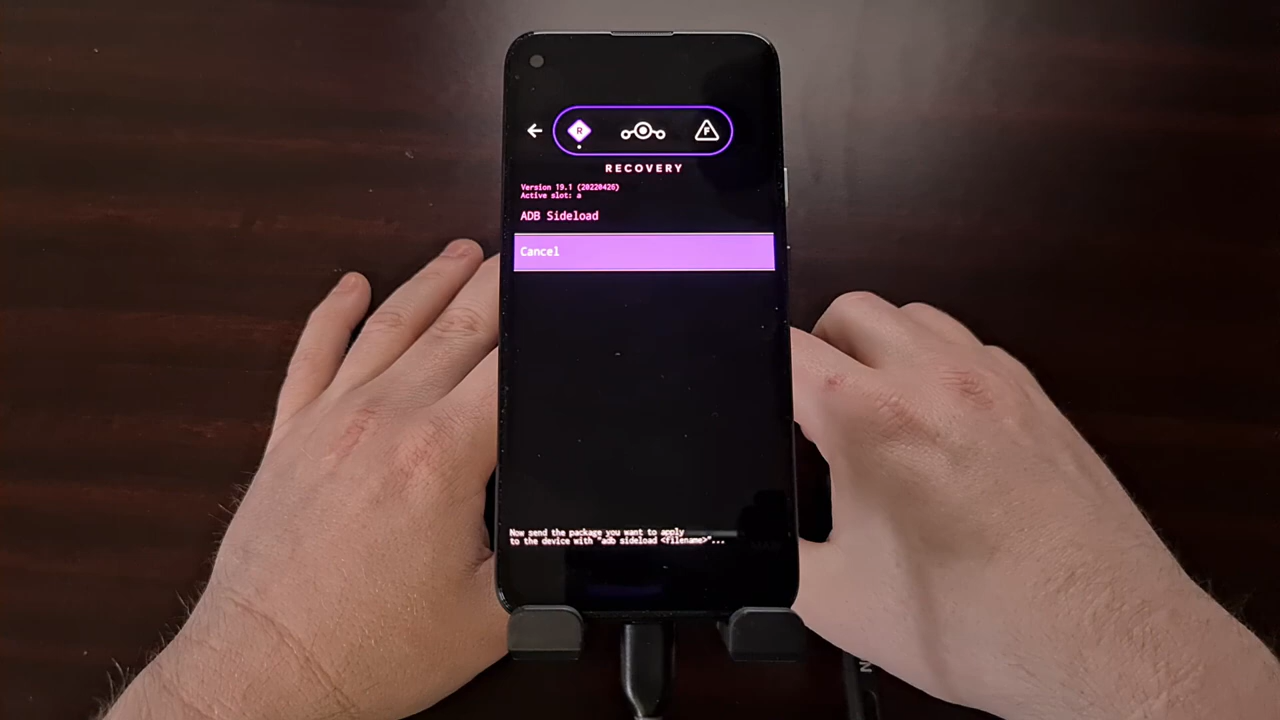 R
F
RECOVERY
Version 19.1 (20220426)
Active slot: a
ADB Sideload
Cancel
Now send the package you want to apply
to the device with "adb sideload <filename>"...
N